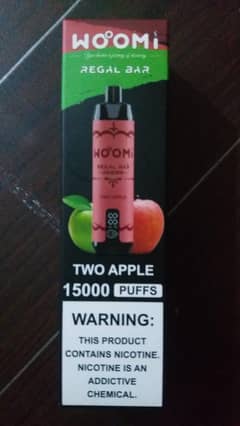 WOOMi
REGAL BAR
WOOMi
REGAL BAR
TWO APPLE
15000 PUFFS
WARNING:
THIS PRODUCT
CONTAINS NICOTINE.
NICOTINE IS AN
ADDICTIVE
CHEMICAL.